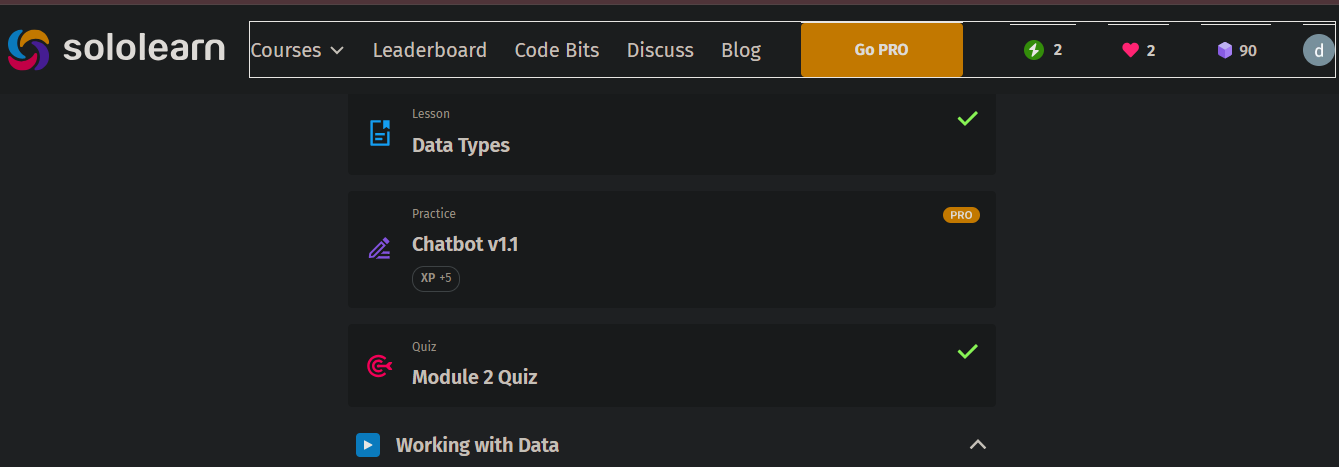 sololearn
Courses Leaderboard Code Bits Discuss Blog Go PRO 2 2 90 d
Lesson
Data Types
Practice
PRO
Chatbot v1.1
XP +5
Quiz
Module 2 Quiz
Working with Data